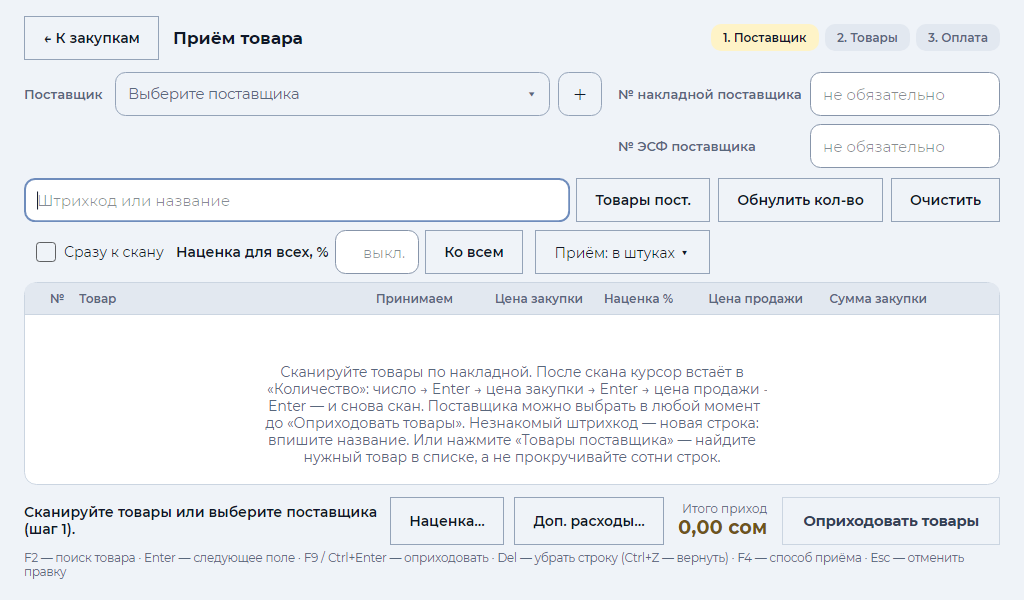 ← К закупкам
Приём товара
1. Поставщик
2. Товары
3. Оплата
Поставщик
Выберите поставщика
+
№ накладной поставщика
не обязательно
№ ЭСФ поставщика
не обязательно
Штрихкод или название
Товары пост.
Обнулить кол-во
Очистить
Сразу к скану
Наценка для всех, %
выкл.
Ко всем
Приём: в штуках ▾
№
Товар
Принимаем
Цена закупки
Наценка %
Цена продажи
Сумма закупки
Сканируйте товары по накладной. После скана курсор встаёт в
«Количество»: число → Enter → цена закупки → Enter → цена продажи ·
Enter — и снова скан. Поставщика можно выбрать в любой момент
до «Оприходовать товары». Незнакомый штрихкод — новая строка:
впишите название. Или нажмите «Товары поставщика» — найдите
нужный товар в списке, а не прокручивайте сотни строк.
Сканируйте товары или выберите поставщика
(шаг 1).
Наценка...
Доп. расходы...
Итого приход
0,00 сом
Оприходовать товары
F2 — поиск товара · Enter — следующее поле · F9 / Ctrl+Enter — оприходовать · Del — убрать строку (Ctrl+Z — вернуть) · F4 — способ приёма · Esc — отменить
правку